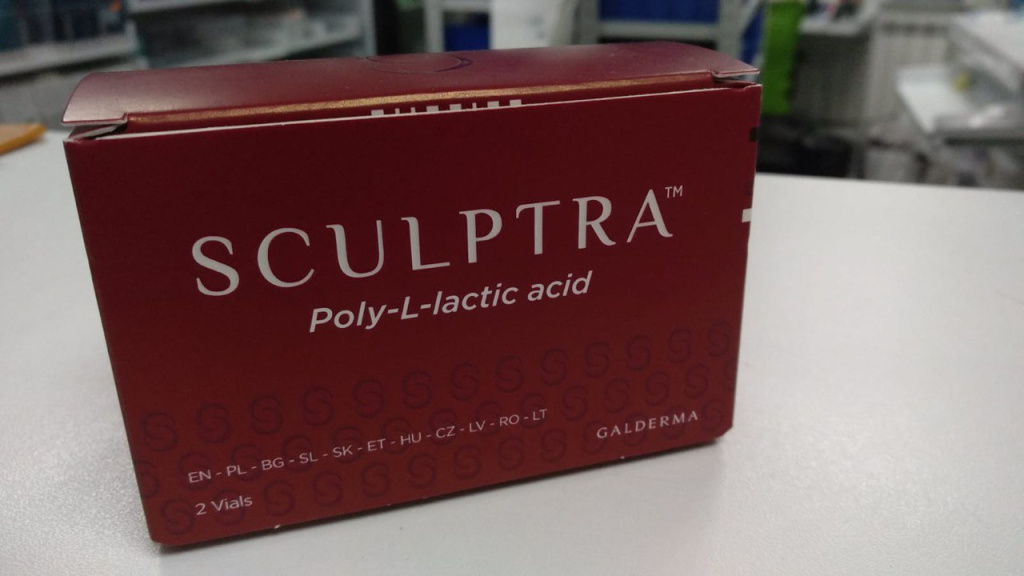 SCULPTRA™
Poly-L-lactic acid
EN - PL - BG - SL - SK - ET - HU - CZ - LV - RO - LT
GALDERMA
2 Vials